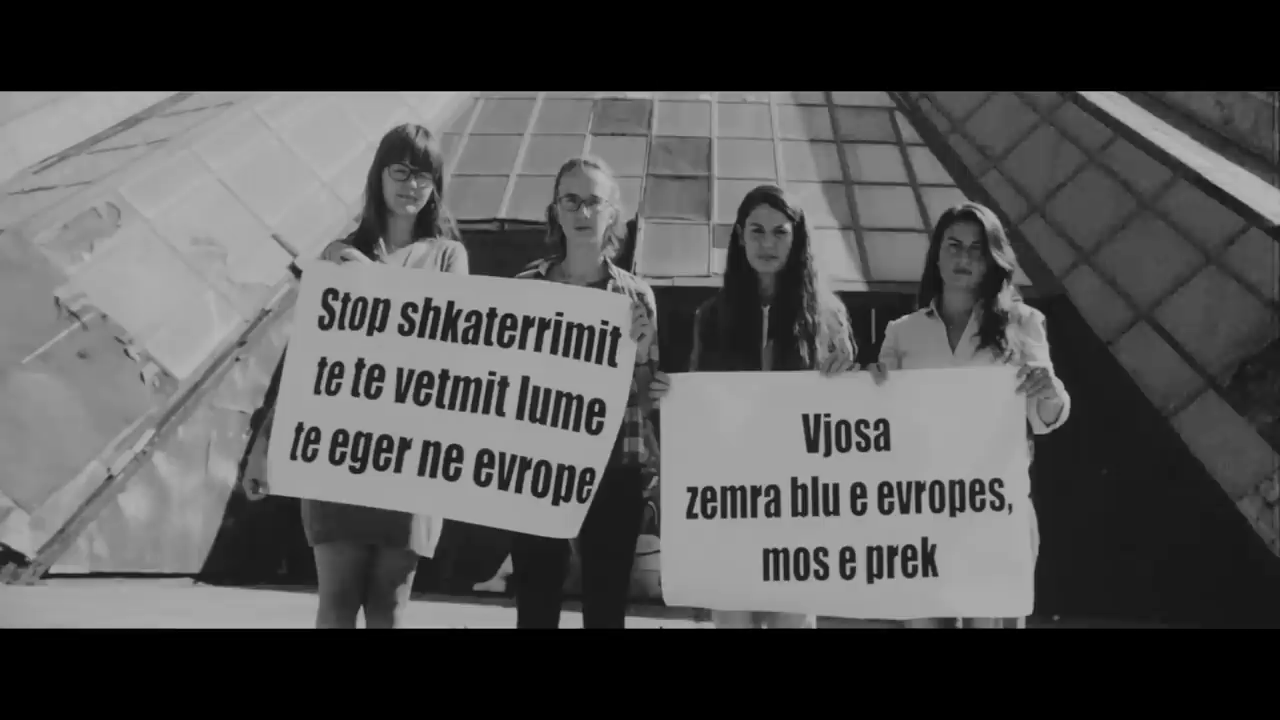 Stop shkaterrimit
te te vetmit lume
te eger ne evrope
Vjosa
zemra blu e evropes,
mos e prek